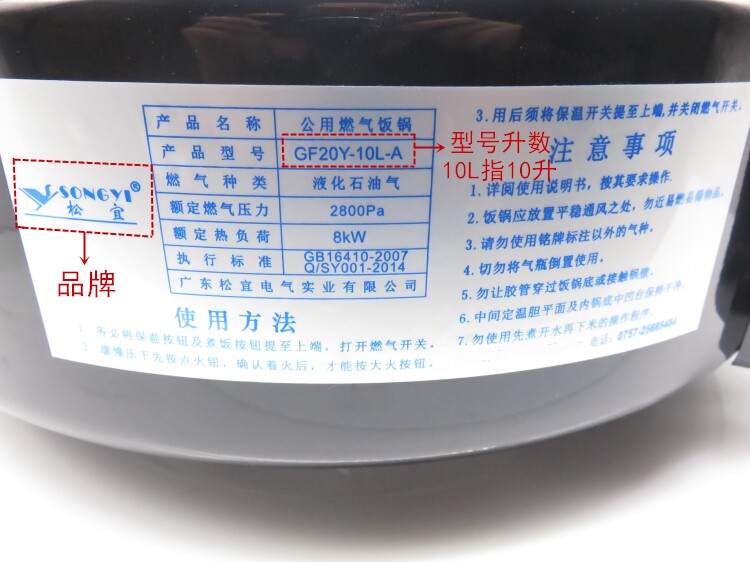 SONGYI®
松宜
品牌
产品名称 公用燃气饭锅
产品型号 GF20Y-10L-A
燃气种类 液化石油气
额定燃气压力 2800Pa
额定热负荷 8kW
执行标准 GB16410-2007
Q/SY001-2014
广东松宜电气实业有限公司
型号升数
10L指10升
使用方法
1. 务必将保温按钮及煮饭按钮提至上端,打开燃气开关。
2. 缓慢压下先按点火钮,确认着火后,才能按大火按钮。
3.用后须将保温开关提至上端,并关闭燃气开关。
注意事项
1.详阅使用说明书,按其要求操作
2.饭锅应放置平稳通风之处,勿近易燃易爆物品。
3.请勿使用铭牌标注以外的气种。
4.切勿将气瓶倒置使用。
5.勿让胶管穿过饭锅底或接触锅壁。
6.中间定温胆平面及内锅底中凹台保持干净。
7.勿使用先煮开水再下米的操作程序。
电话:0757-25685484